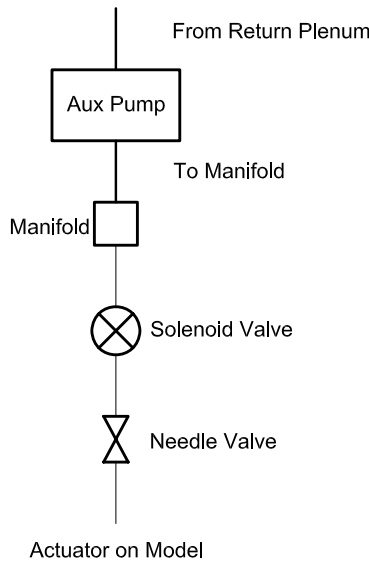 From Return Plenum
Aux Pump
To Manifold
Manifold
Solenoid Valve
Needle Valve
Actuator on Model